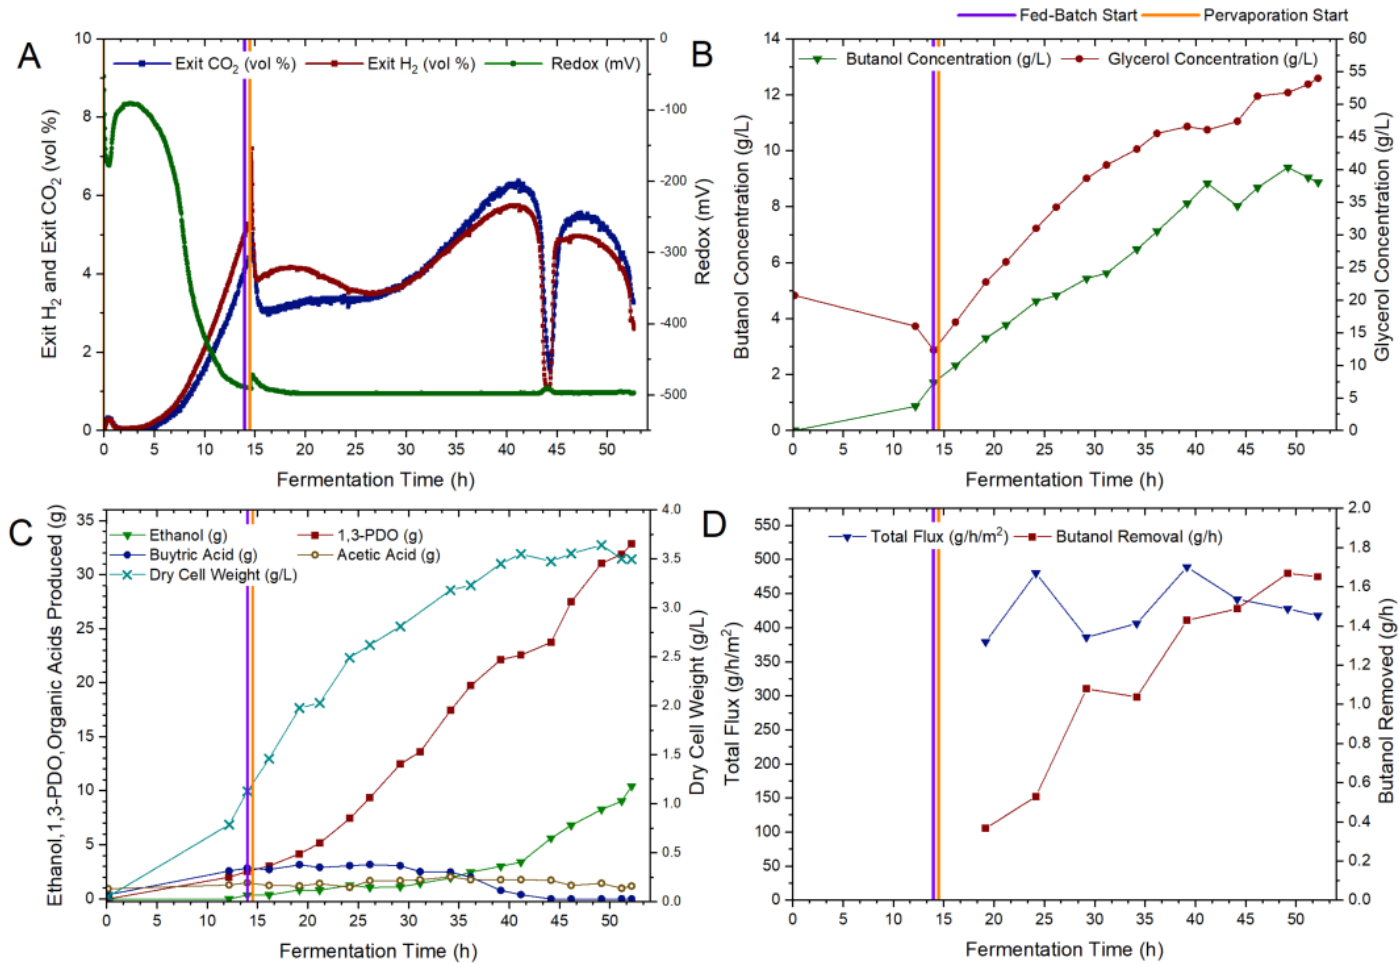 Fed-Batch Start
Pervaporation Start
A
Exit CO2 (vol %)
Exit H2 (vol %)
Redox (mV)
10
8
6
4
2
0
Exit H2 and Exit CO2 (vol %)
0
-100
-200
-300
-400
-500
Redox (mV)
0 5 10 15 20 25 30 35 40 45 50
Fermentation Time (h)
B
Butanol Concentration (g/L)
Glycerol Concentration (g/L)
14
12
10
8
6
4
2
0
Butanol Concentration (g/L)
60
55
50
45
40
35
30
25
20
15
10
5
0
Glycerol Concentration (g/L)
0 5 10 15 20 25 30 35 40 45 50
Fermentation Time (h)
C
Ethanol (g)
1,3-PDO (g)
Buytric Acid (g)
Acetic Acid (g)
Dry Cell Weight (g/L)
35
30
25
20
15
10
5
0
Ethanol,1,3-PDO,Organic Acids Produced (g)
4.0
3.5
3.0
2.5
2.0
1.5
1.0
0.5
0.0
Dry Cell Weight (g/L)
0 5 10 15 20 25 30 35 40 45 50
Fermentation Time (h)
D
Total Flux (g/h/m²)
Butanol Removal (g/h)
550
500
450
400
350
300
250
200
150
100
50
0
Total Flux (g/h/m²)
2.0
1.8
1.6
1.4
1.2
1.0
0.8
0.6
0.4
0.2
0.0
Butanol Removed (g/h)
0 5 10 15 20 25 30 35 40 45 50
Fermentation Time (h)